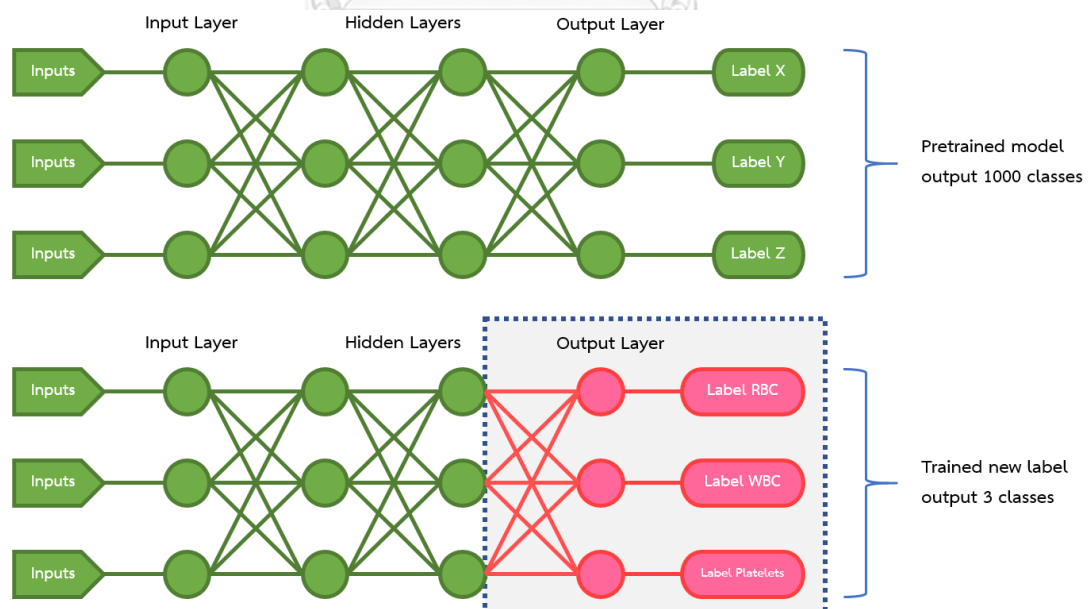 Input Layer
Hidden Layers
Output Layer
Inputs
Label X
Inputs
Label Y
Inputs
Label Z
Pretrained model
output 1000 classes
Input Layer
Hidden Layers
Output Layer
Inputs
Label RBC
Inputs
Label WBC
Inputs
Label Platelets
Trained new label
output 3 classes